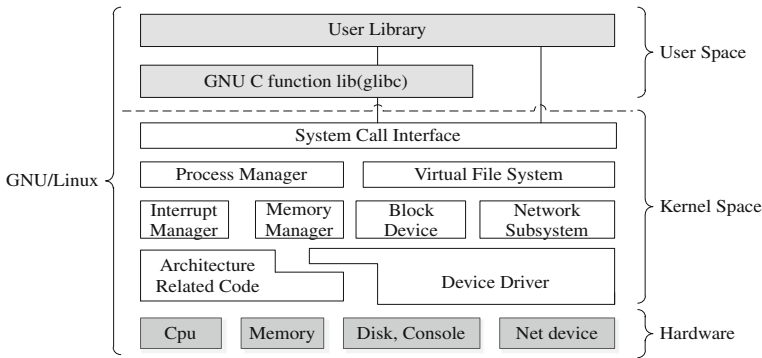 User Library
User Space
GNU C function lib(glibc)
System Call Interface
GNU/Linux
Process Manager
Virtual File System
Interrupt
Manager
Memory
Manager
Block
Device
Network
Subsystem
Kernel Space
Architecture
Related Code
Device Driver
Cpu
Memory
Disk, Console
Net device
Hardware